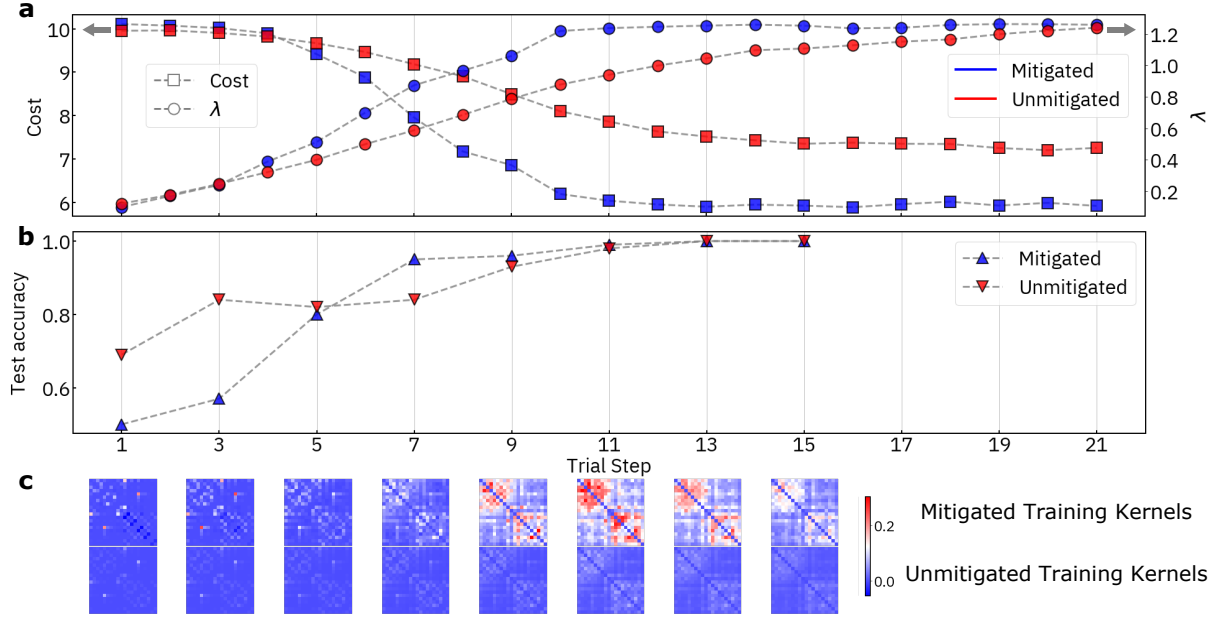 a
10
9
8
7
6
Cost
Cost
λ
Mitigated
Unmitigated
1.2
1.0
0.8
0.6
0.4
0.2
λ
b
1.0
0.8
0.6
Test accuracy
Mitigated
Unmitigated
1 3 5 7 9 11 13 15 17 19 21
Trial Step
c
0.2
0.0
Mitigated Training Kernels
Unmitigated Training Kernels